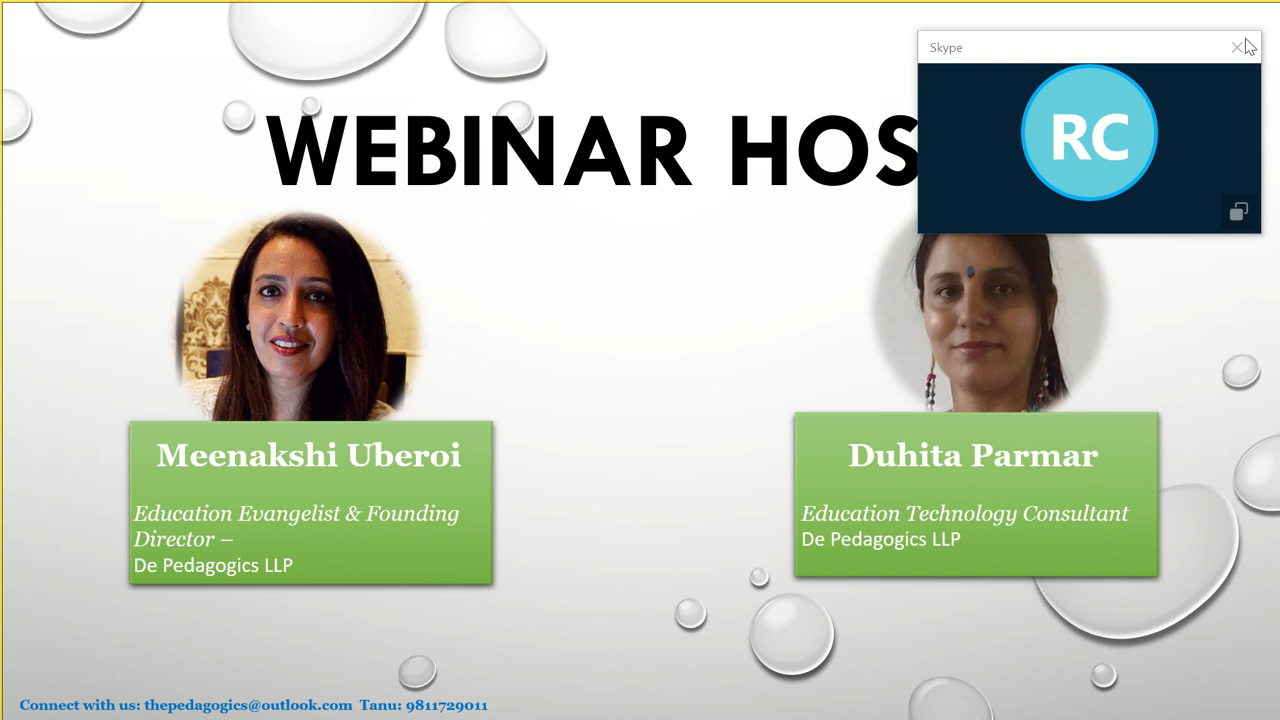 Skype
RC
WEBINAR HOS
Meenakshi Uberoi
Education Evangelist & Founding
Director –
De Pedagogics LLP
Duhita Parmar
Education Technology Consultant
De Pedagogics LLP
Connect with us: thepedagogics@outlook.com Tanu: 9811729011